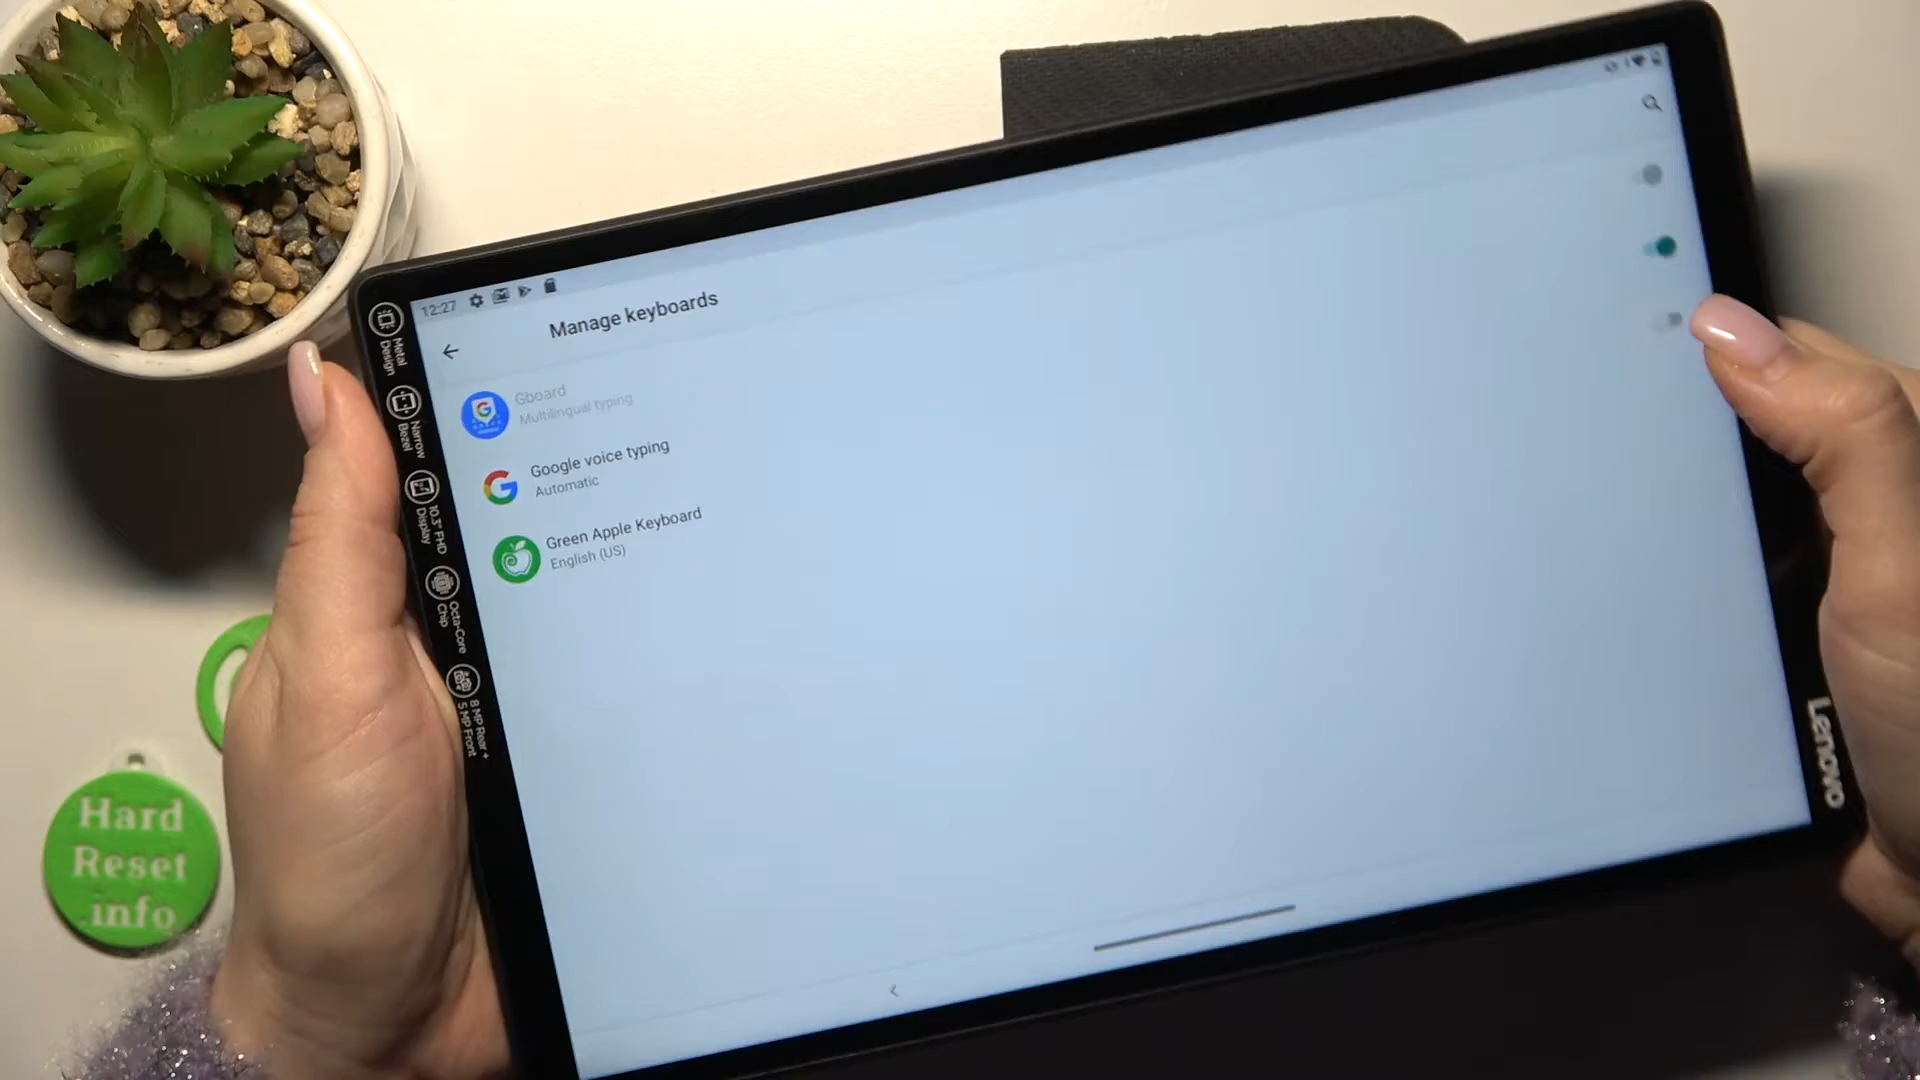 12:27
Manage keyboards
Gboard
Multilingual typing
Google voice typing
Automatic
Green Apple Keyboard
English (US)
Metal
Design
Narrow
Bezel
10.3" FHD
Display
Octa-Core
Chip
8 MP Rear +
5 MP Front
Lenovo
Hard
Reset
.info